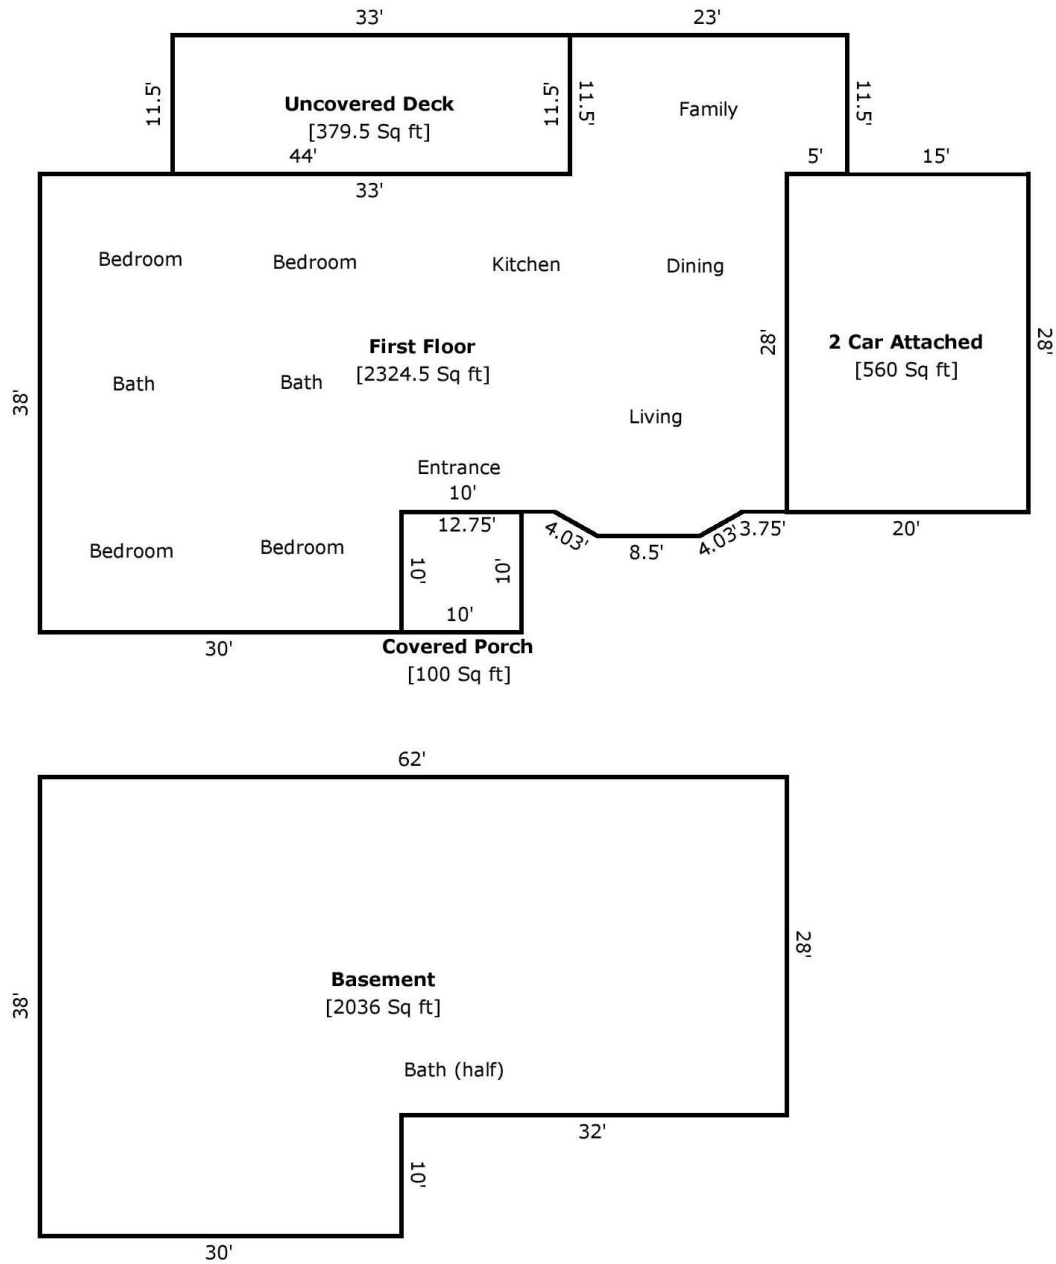 33'
23'
11.5'
Uncovered Deck
[379.5 Sq ft]
11.5'
11.5'
Family
11.5'
44'
5'
15'
33'
Bedroom
Bedroom
Kitchen
Dining
First Floor
[2324.5 Sq ft]
28'
2 Car Attached
[560 Sq ft]
28'
38'
Bath
Bath
Living
Entrance
10'
12.75'
4.03'
8.5'
4.03'
3.75'
20'
Bedroom
Bedroom
10'
10'
10'
30'
Covered Porch
[100 Sq ft]
62'
28'
38'
Basement
[2036 Sq ft]
Bath (half)
32'
10'
30'